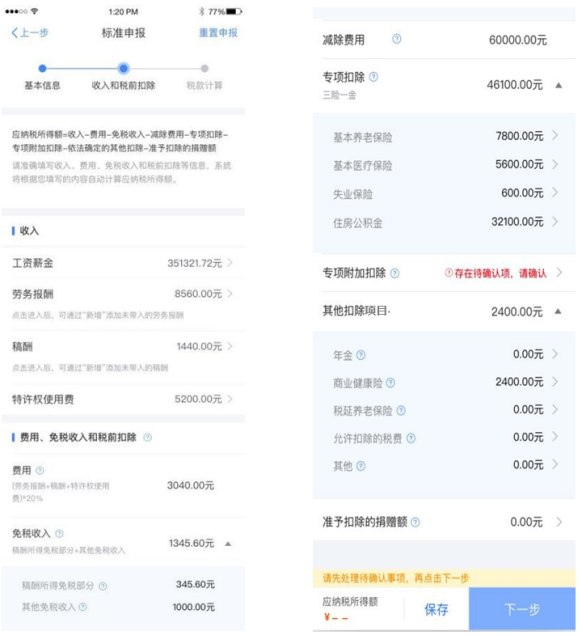 1:20 PM
77%
上一步
标准申报
重置申报
基本信息
收入和税前扣除
税款计算
应纳税所得额=收入-费用-免税收入-减除费用-专项扣除-
专项附加扣除-依法确定的其他扣除-准予扣除的捐赠额
请准确填写收入、费用、免税收入和税前扣除等信息，系统
将根据您填写的内容自动计算应纳税所得额。
收入
工资薪金 351321.72元
劳务报酬 8560.00元
点击进入后，可通过"新增"添加未带入的劳务报酬
稿酬 1440.00元
点击进入后，可通过"新增"添加未带入的稿酬
特许权使用费 5200.00元
费用、免税收入和税前扣除
费用
(劳务报酬+稿酬+特许权使用
费)*20%
3040.00元
免税收入
稿酬所得免税部分+其他免税收入
1345.60元
稿酬所得免税部分 345.60元
其他免税收入 1000.00元
减除费用 60000.00元
专项扣除
三险一金
46100.00元
基本养老保险 7800.00元
基本医疗保险 5600.00元
失业保险 600.00元
住房公积金 32100.00元
专项附加扣除 存在待确认项，请确认
其他扣除项目· 2400.00元
年金 0.00元
商业健康险 2400.00元
税延养老保险 0.00元
允许扣除的税费 0.00元
其他 0.00元
准予扣除的捐赠额 0.00元
请先处理待确认事项，再点击下一步
应纳税所得额
¥--
保存
下一步